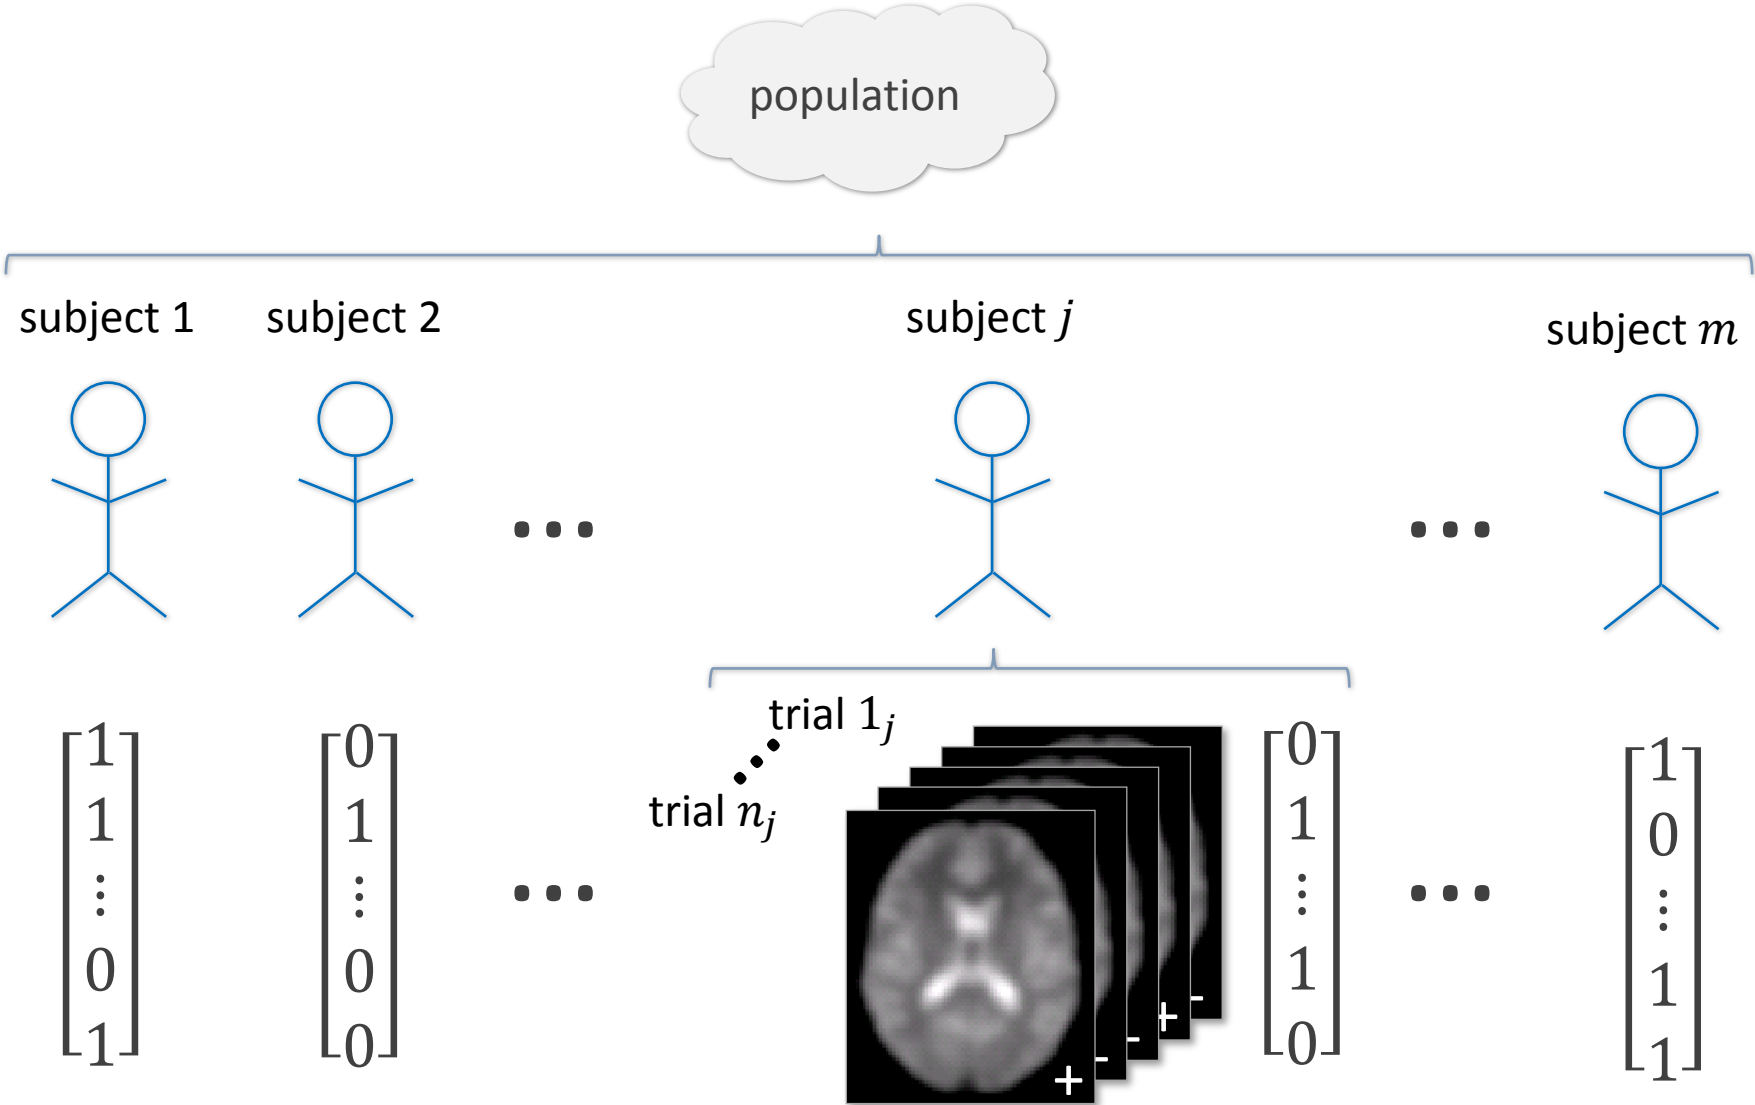 population
subject 1
subject 2
subject j
subject m
...
...
trial 1ⱼ
trial nⱼ
[1 1 ⋮ 0 1]
[0 1 ⋮ 0 0]
...
+ - - + -
[0 1 ⋮ 1 0]
...
[1 0 ⋮ 1 1]